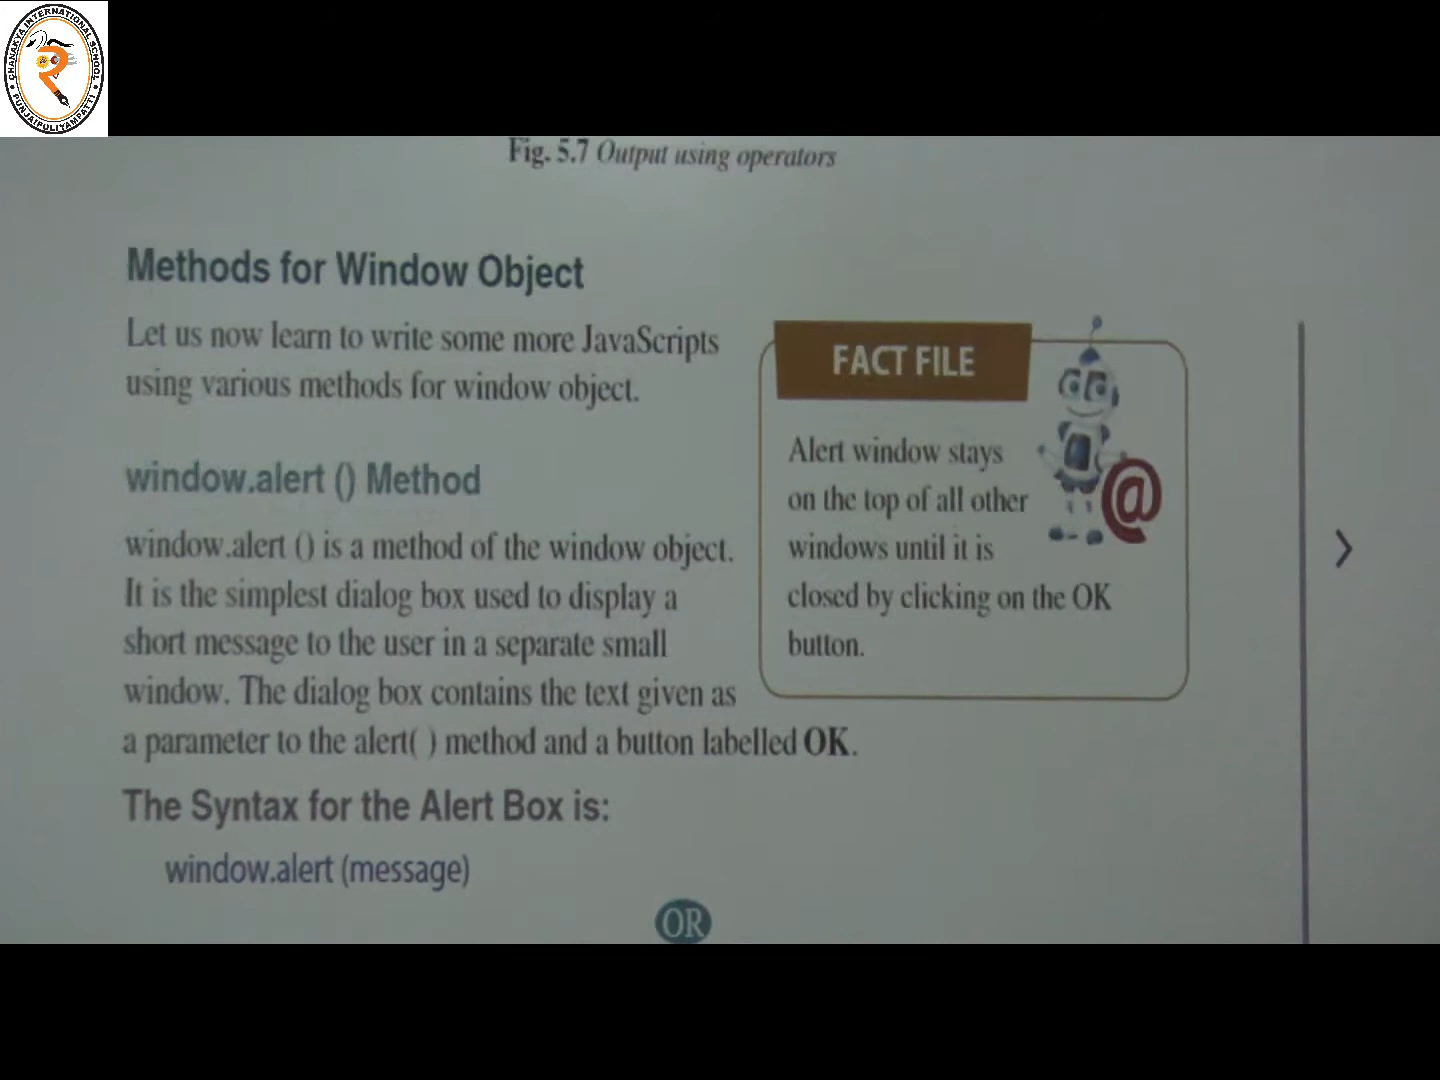 CHANAKYA INTERNATIONAL SCHOOL
PUNJAIPULIYAMPATTI
Fig. 5.7 Output using operators
Methods for Window Object
Let us now learn to write some more JavaScripts
using various methods for window object.
window.alert () Method
window.alert () is a method of the window object.
It is the simplest dialog box used to display a
short message to the user in a separate small
window. The dialog box contains the text given as
a parameter to the alert( ) method and a button labelled OK.
FACT FILE
Alert window stays
on the top of all other
windows until it is
closed by clicking on the OK
button.
@
The Syntax for the Alert Box is:
window.alert (message)
OR